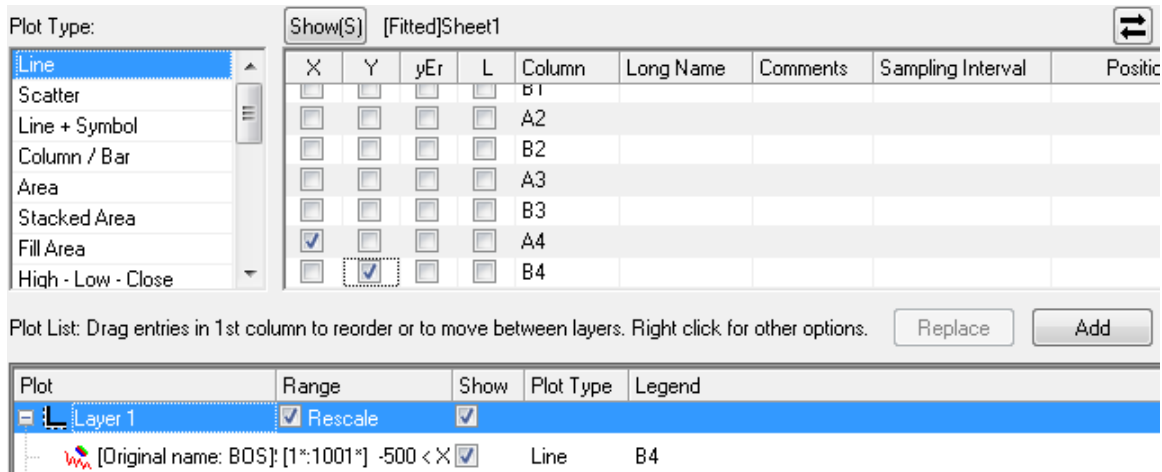 Plot Type:
Show(S) [Fitted]Sheet1
Line
Scatter
Line + Symbol
Column / Bar
Area
Stacked Area
Fill Area
High - Low - Close
X Y yEr L Column Long Name Comments Sampling Interval Positic
B1
A2
B2
A3
B3
A4
B4
Plot List: Drag entries in 1st column to reorder or to move between layers. Right click for other options.
Replace Add
Plot Range Show Plot Type Legend
Layer 1 Rescale
[Original name: BOS]! [1*:1001*] -500 < X Line B4